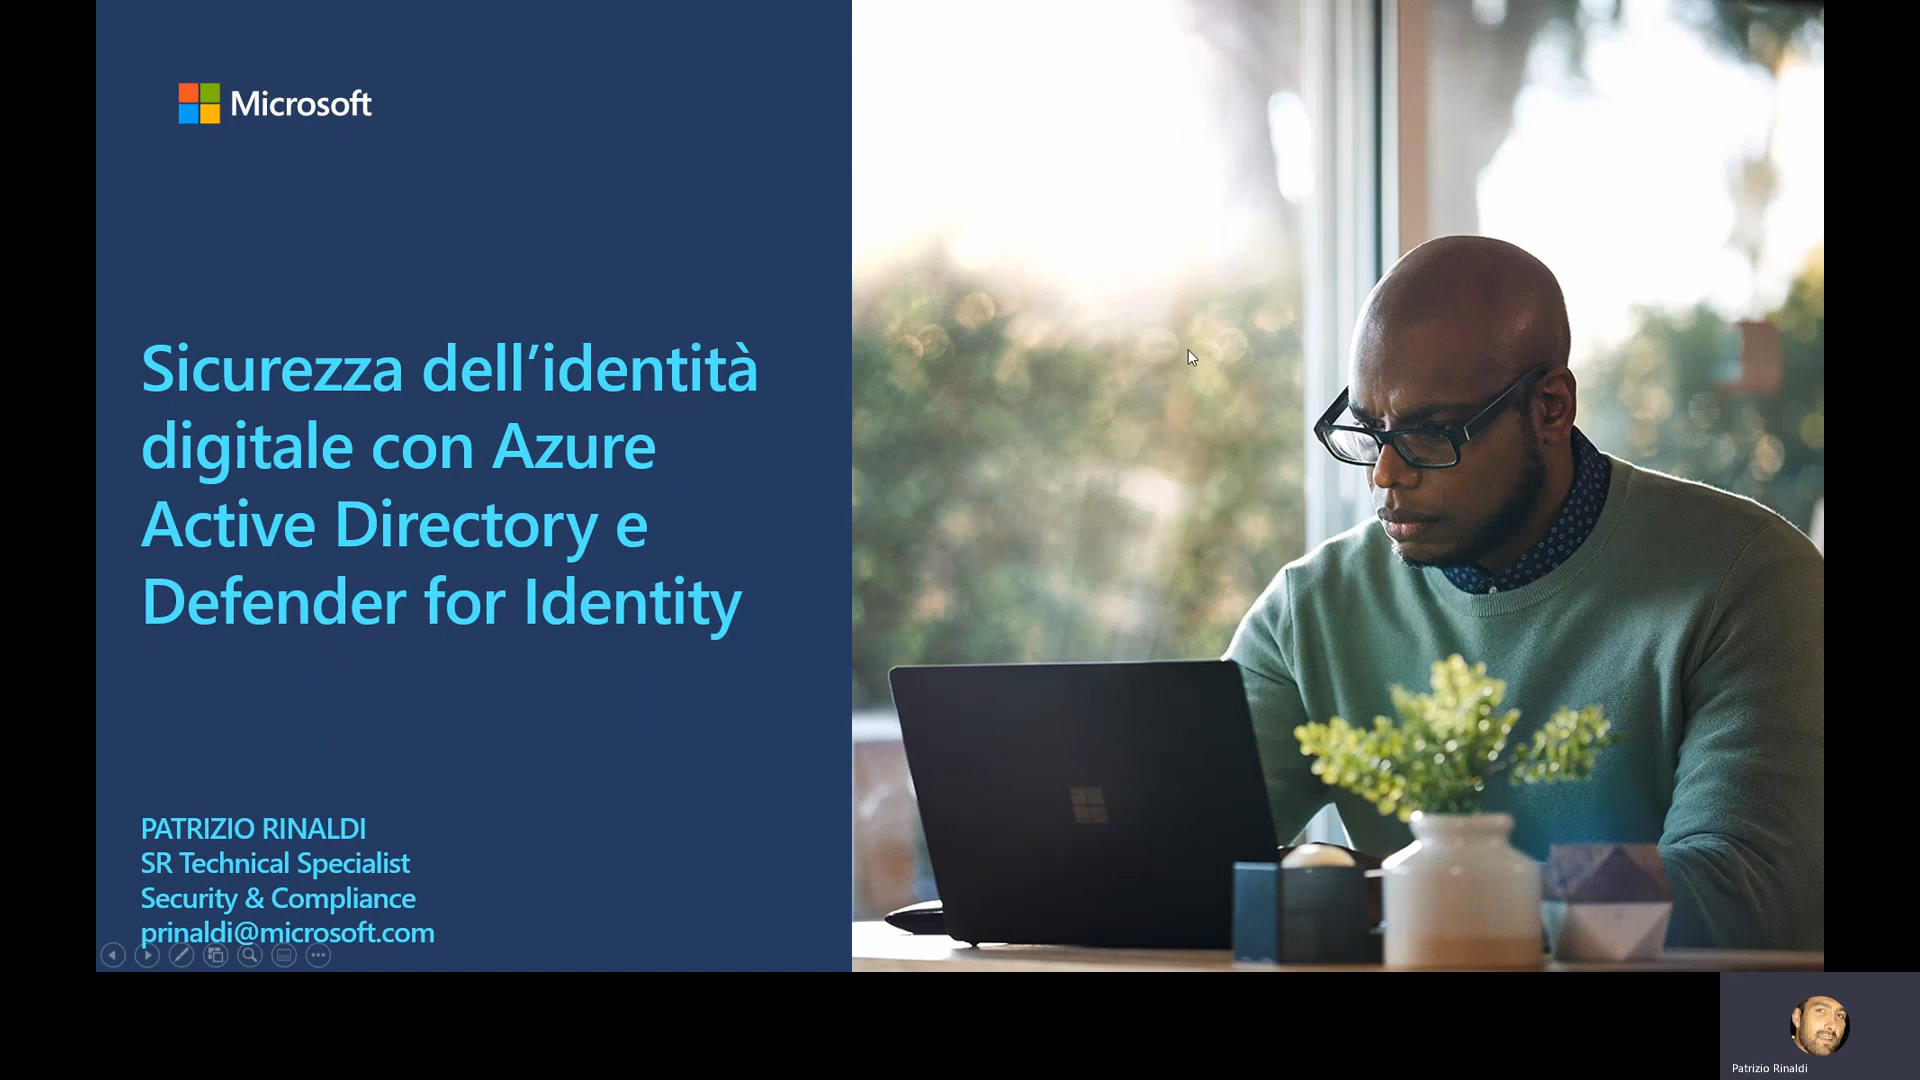 Microsoft
Sicurezza dell’identità
digitale con Azure
Active Directory e
Defender for Identity
PATRIZIO RINALDI
SR Technical Specialist
Security & Compliance
prinaldi@microsoft.com
Patrizio Rinaldi